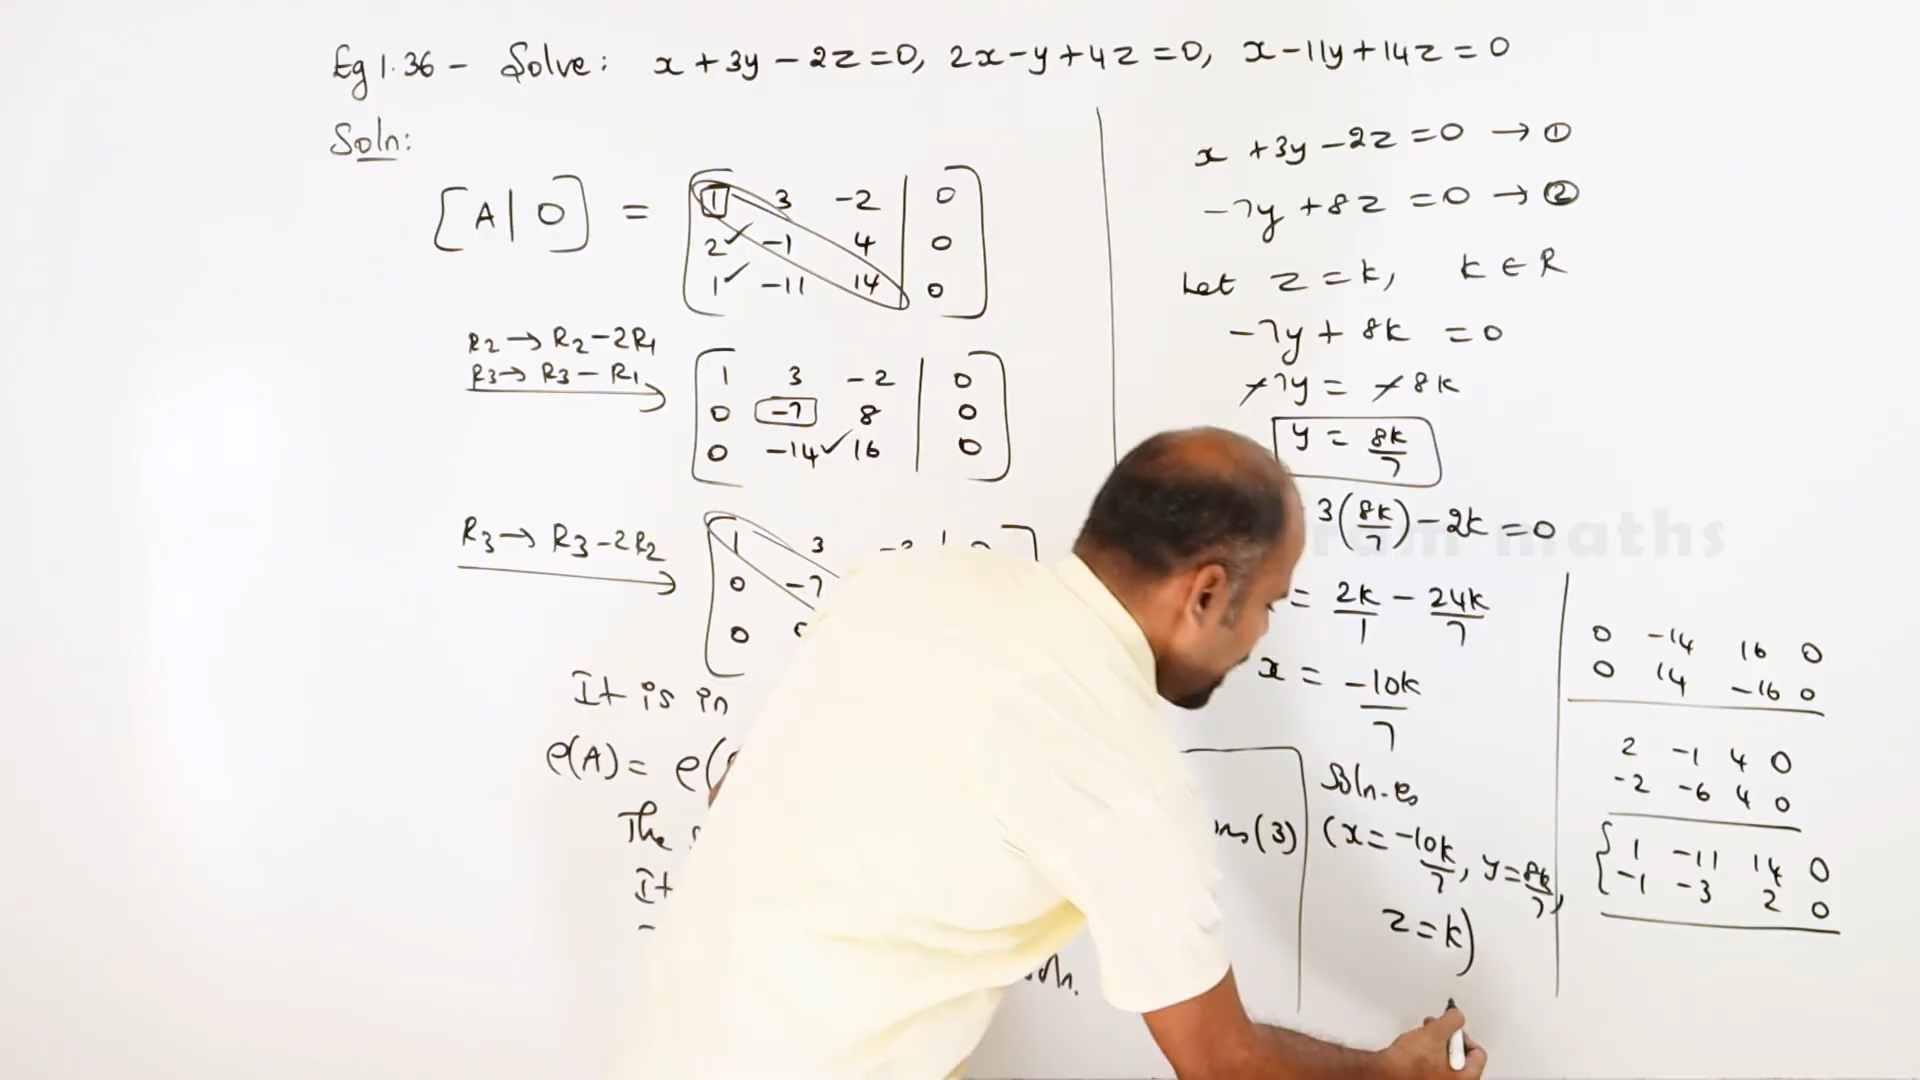 Eg 1.36 - Solve: x + 3y - 2z = 0, 2x - y + 4z = 0, x - 11y + 14z = 0
Soln:
[A | O] =
1 3 -2 | 0
2 -1 4 | 0
1 -11 14 | 0
R2 → R2 - 2R1
R3 → R3 - R1
1 3 -2 | 0
0 -7 8 | 0
0 -14 16 | 0
R3 → R3 - 2R2
1 3
0 -7
0
It is in
ρ(A) = ρ(
The
It
ns (3)
soln.
x + 3y - 2z = 0 → ①
-7y + 8z = 0 → ②
Let z = k, k ∈ R
-7y + 8k = 0
-7y = -8k
y = 8k/7
3(8k/7) - 2k = 0
= 2k/1 - 24k/7
x = -10k/7
Soln. es
(x = -10k/7, y = 8k/7,
z = k)
0 -14 16 0
0 14 -16 0
2 -1 4 0
-2 -6 4 0
1 -11 14 0
-1 -3 2 0
maths